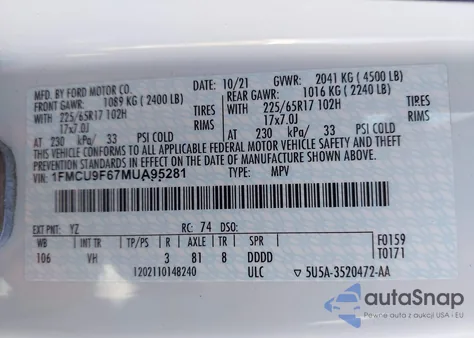 MFD. BY FORD MOTOR CO. 10/21 GVWR: 2041 KG (4500 LB)
FRONT GAWR: 1089 KG (2400 LB) REAR GAWR: 1016 KG (2240 LB)
WITH 225/65R17 102H TIRES WITH 225/65R17 102H TIRES
17x7.0J 17x7.0J
AT 230 kPa/ 33 PSI COLD AT 230 kPa/ 33 PSI COLD
THIS VEHICLE CONFORMS TO ALL APPLICABLE FEDERAL MOTOR VEHICLE SAFETY AND THEFT
PREVENTION STANDARDS IN EFFECT ON THE DATE OF MANUFACTURE SHOWN ABOVE.
VIN: 1FMCU9F67MUA95281 TYPE: MPV
EXT PNT: YZ RC: 74 DSO:
WB INT TR TP/PS R AXLE TR SPR F0159
106 VH 3 81 8 DDDD T0171
1202110148240 ULC 5U5A-3520472-AA
autoSnap
Pewne auto z USA i EU